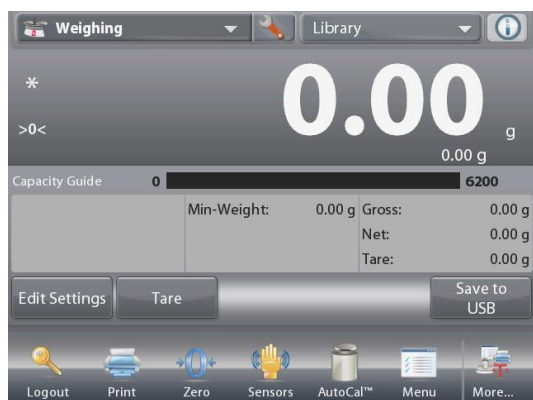 Weighing Library
*
0.00 g
>0<
0.00 g
Capacity Guide 0 6200
Min-Weight: 0.00 g Gross: 0.00 g
Net: 0.00 g
Tare: 0.00 g
Edit Settings Tare Save to
USB
Logout Print Zero Sensors AutoCal™ Menu More...